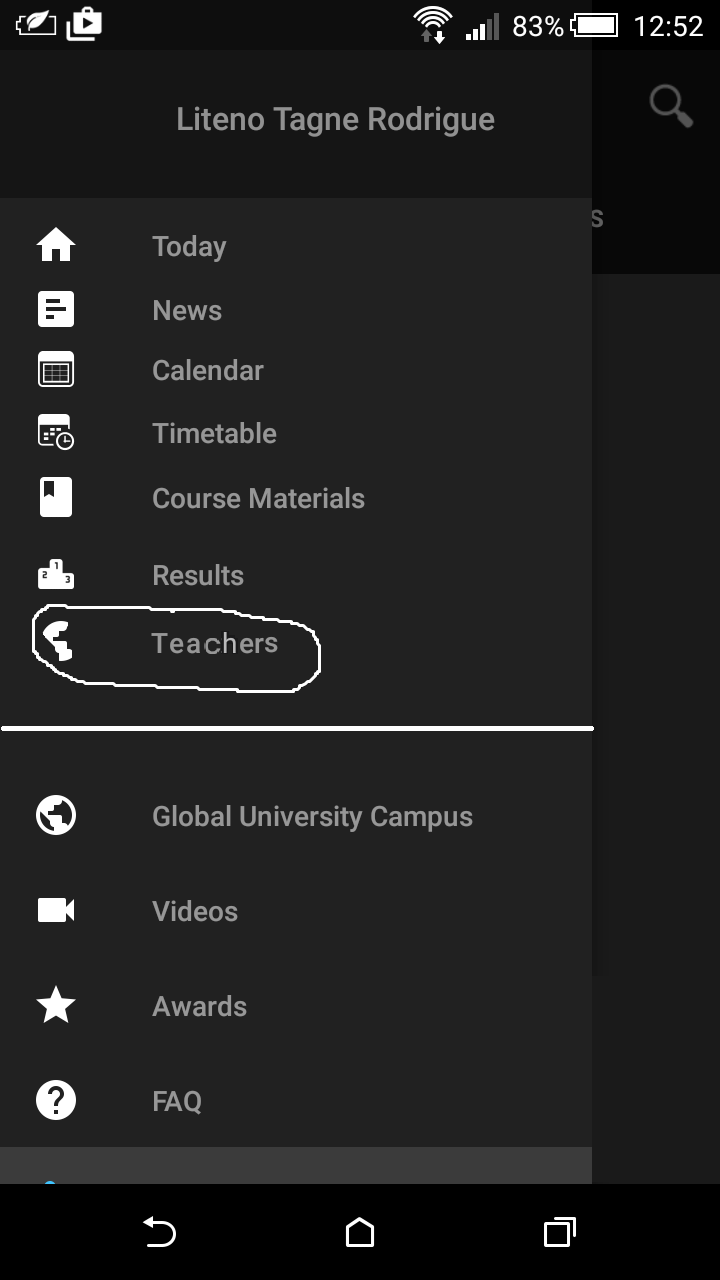 83% 12:52
Liteno Tagne Rodrigue
s
Today
News
Calendar
Timetable
Course Materials
Results
Teachers
Global University Campus
Videos
Awards
FAQ